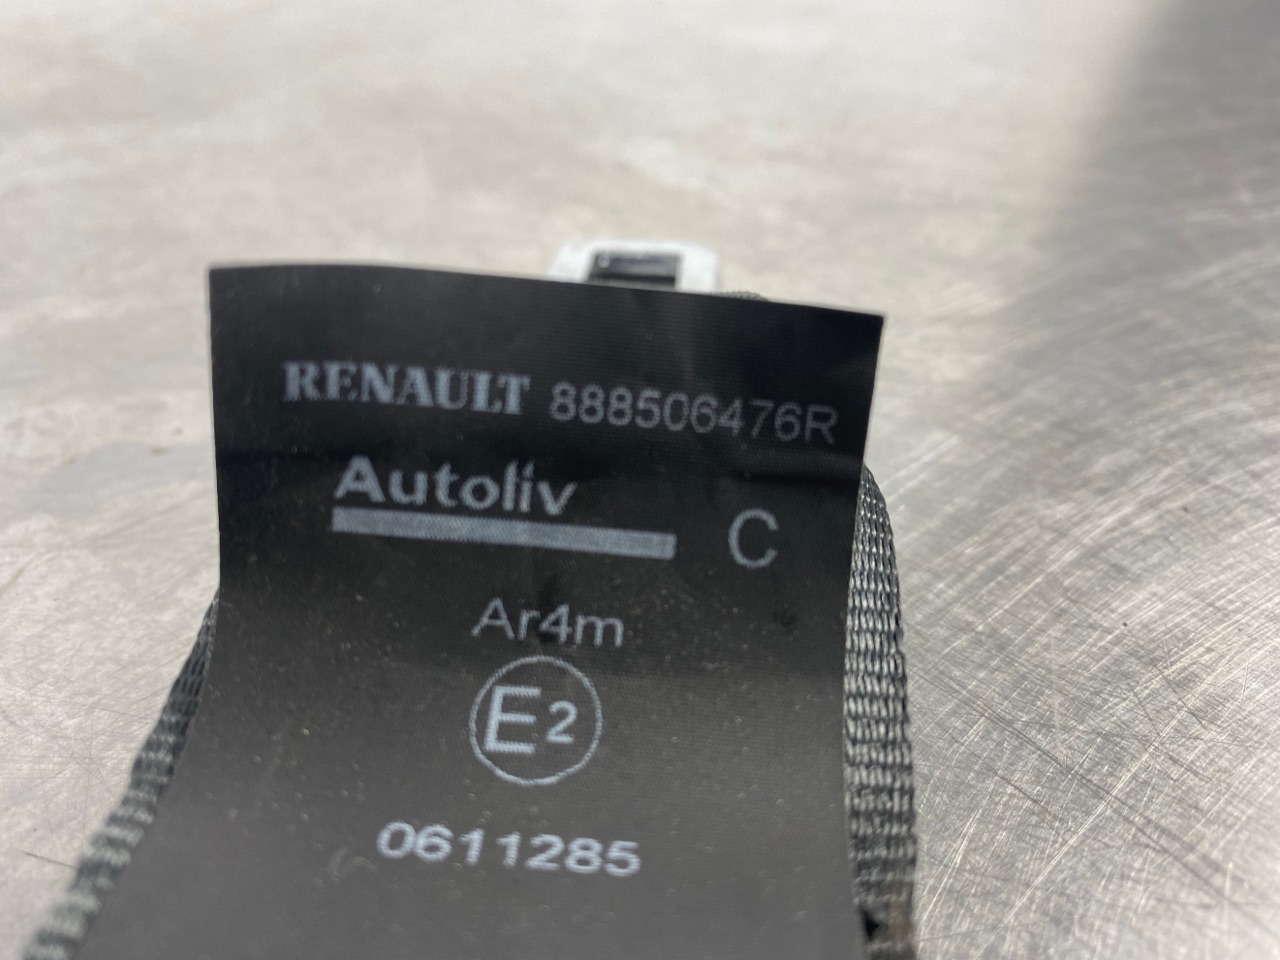 RENAULT 888506476R
Autoliv
C
Ar4m
E2
0611285